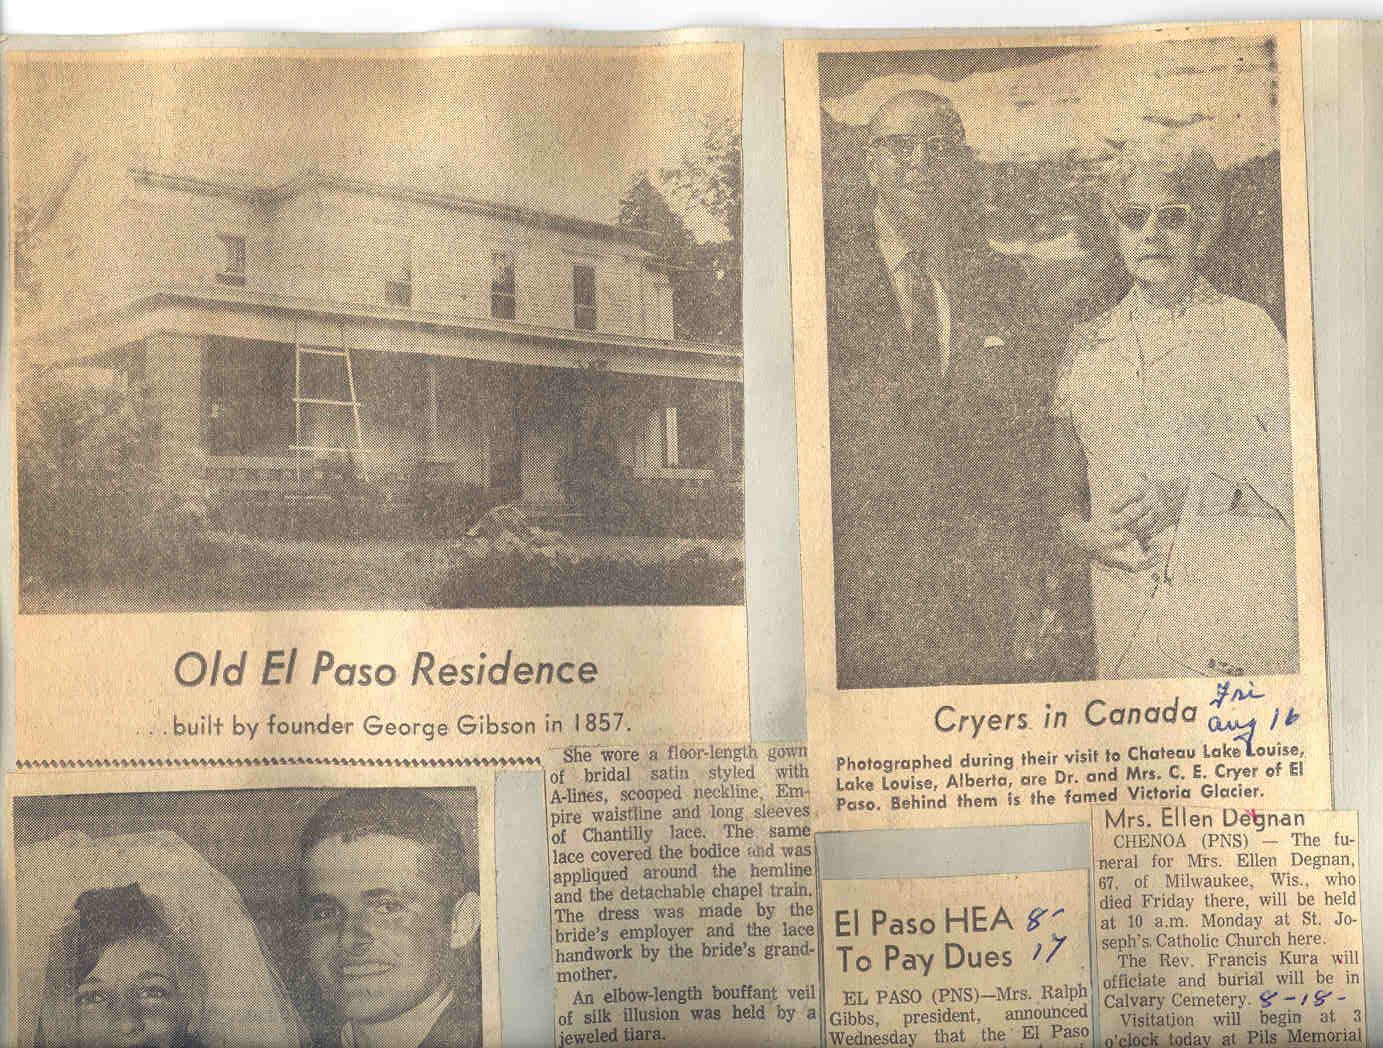 Old El Paso Residence
. . . built by founder George Gibson in 1857.
She wore a floor-length gown
of bridal satin styled with
A-lines, scooped neckline, Em-
pire waistline and long sleeves
of Chantilly lace. The same
lace covered the bodice and was
appliqued around the hemline
and the detachable chapel train.
The dress was made by the
bride's employer and the lace
handwork by the bride's grand-
mother.
An elbow-length bouffant veil
of silk illusion was held by a
jeweled tiara.
Cryers in Canada
Fri
Aug 16
Photographed during their visit to Chateau Lake Louise,
Lake Louise, Alberta, are Dr. and Mrs. C. E. Cryer of El
Paso. Behind them is the famed Victoria Glacier.
El Paso HEA 8-
To Pay Dues 17
EL PASO (PNS)—Mrs. Ralph
Gibbs, president, announced
Wednesday that the El Paso
Mrs. Ellen Degnan
CHENOA (PNS) — The fu-
neral for Mrs. Ellen Degnan,
67, of Milwaukee, Wis., who
died Friday there, will be held
at 10 a.m. Monday at St. Jo-
seph's Catholic Church here.
The Rev. Francis Kura will
officiate and burial will be in
Calvary Cemetery. 8-18-
Visitation will begin at 3
o'clock today at Pils Memorial